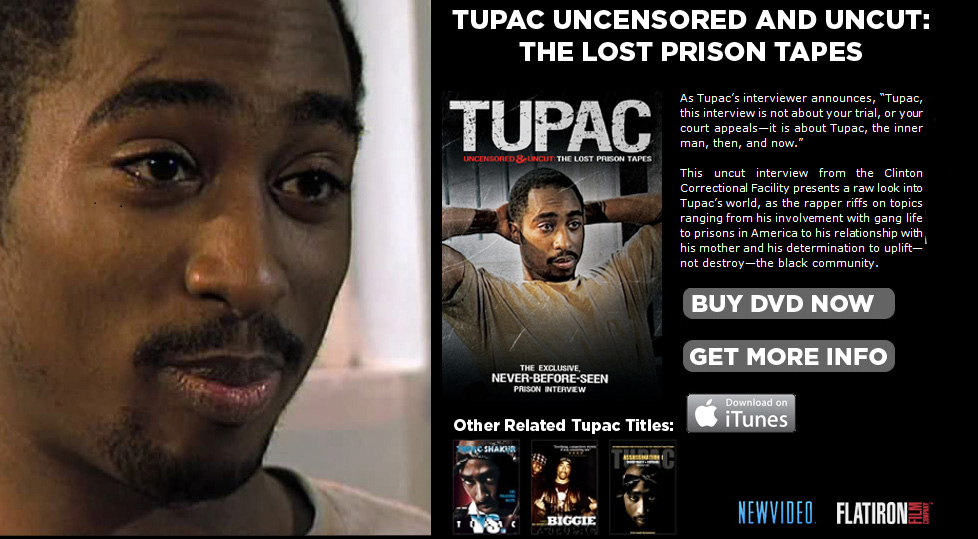 TUPAC UNCENSORED AND UNCUT:
THE LOST PRISON TAPES
TUPAC
UNCENSORED & UNCUT THE LOST PRISON TAPES
THE EXCLUSIVE,
NEVER-BEFORE-SEEN
PRISON INTERVIEW
As Tupac’s interviewer announces, “Tupac,
this interview is not about your trial, or your
court appeals—it is about Tupac, the inner
man, then, and now.”
This uncut interview from the Clinton
Correctional Facility presents a raw look into
Tupac’s world, as the rapper riffs on topics
ranging from his involvement with gang life
to prisons in America to his relationship with
his mother and his determination to uplift—
not destroy—the black community.
BUY DVD NOW
GET MORE INFO
Download on
iTunes
Other Related Tupac Titles:
TUPAC SHAKUR
BIGGIE
ASSASSINATION
TUPAC
NEWVIDEO
FLATIRON FILM COMPANY